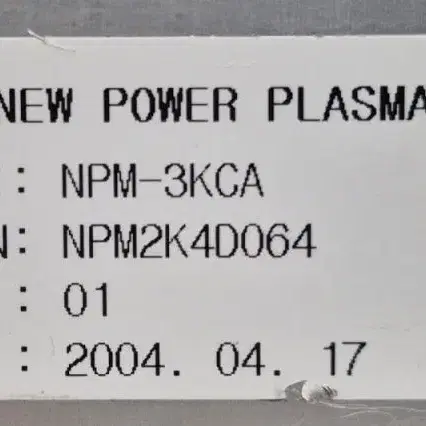 NEW POWER PLASMA
: NPM-3KCA
N: NPM2K4D064
: 01
: 2004. 04. 17